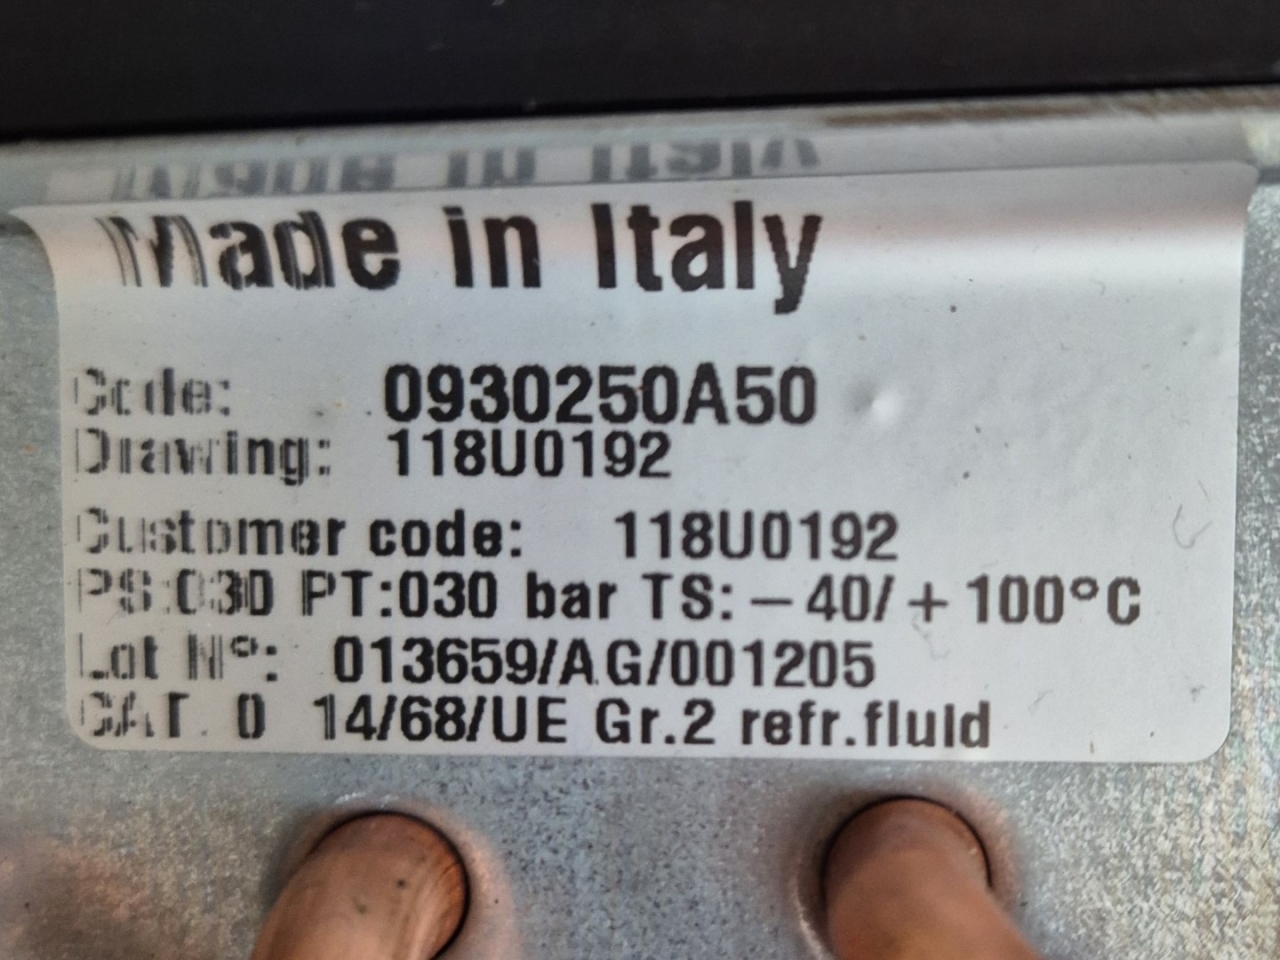 Made in Italy
Code: 0930250A50
Drawing: 118U0192
Customer code: 118U0192
PS:030 PT:030 bar TS: -40/+100°C
Lot N°: 013659/AG/001205
CAT. 0 14/68/UE Gr.2 refr.fluid